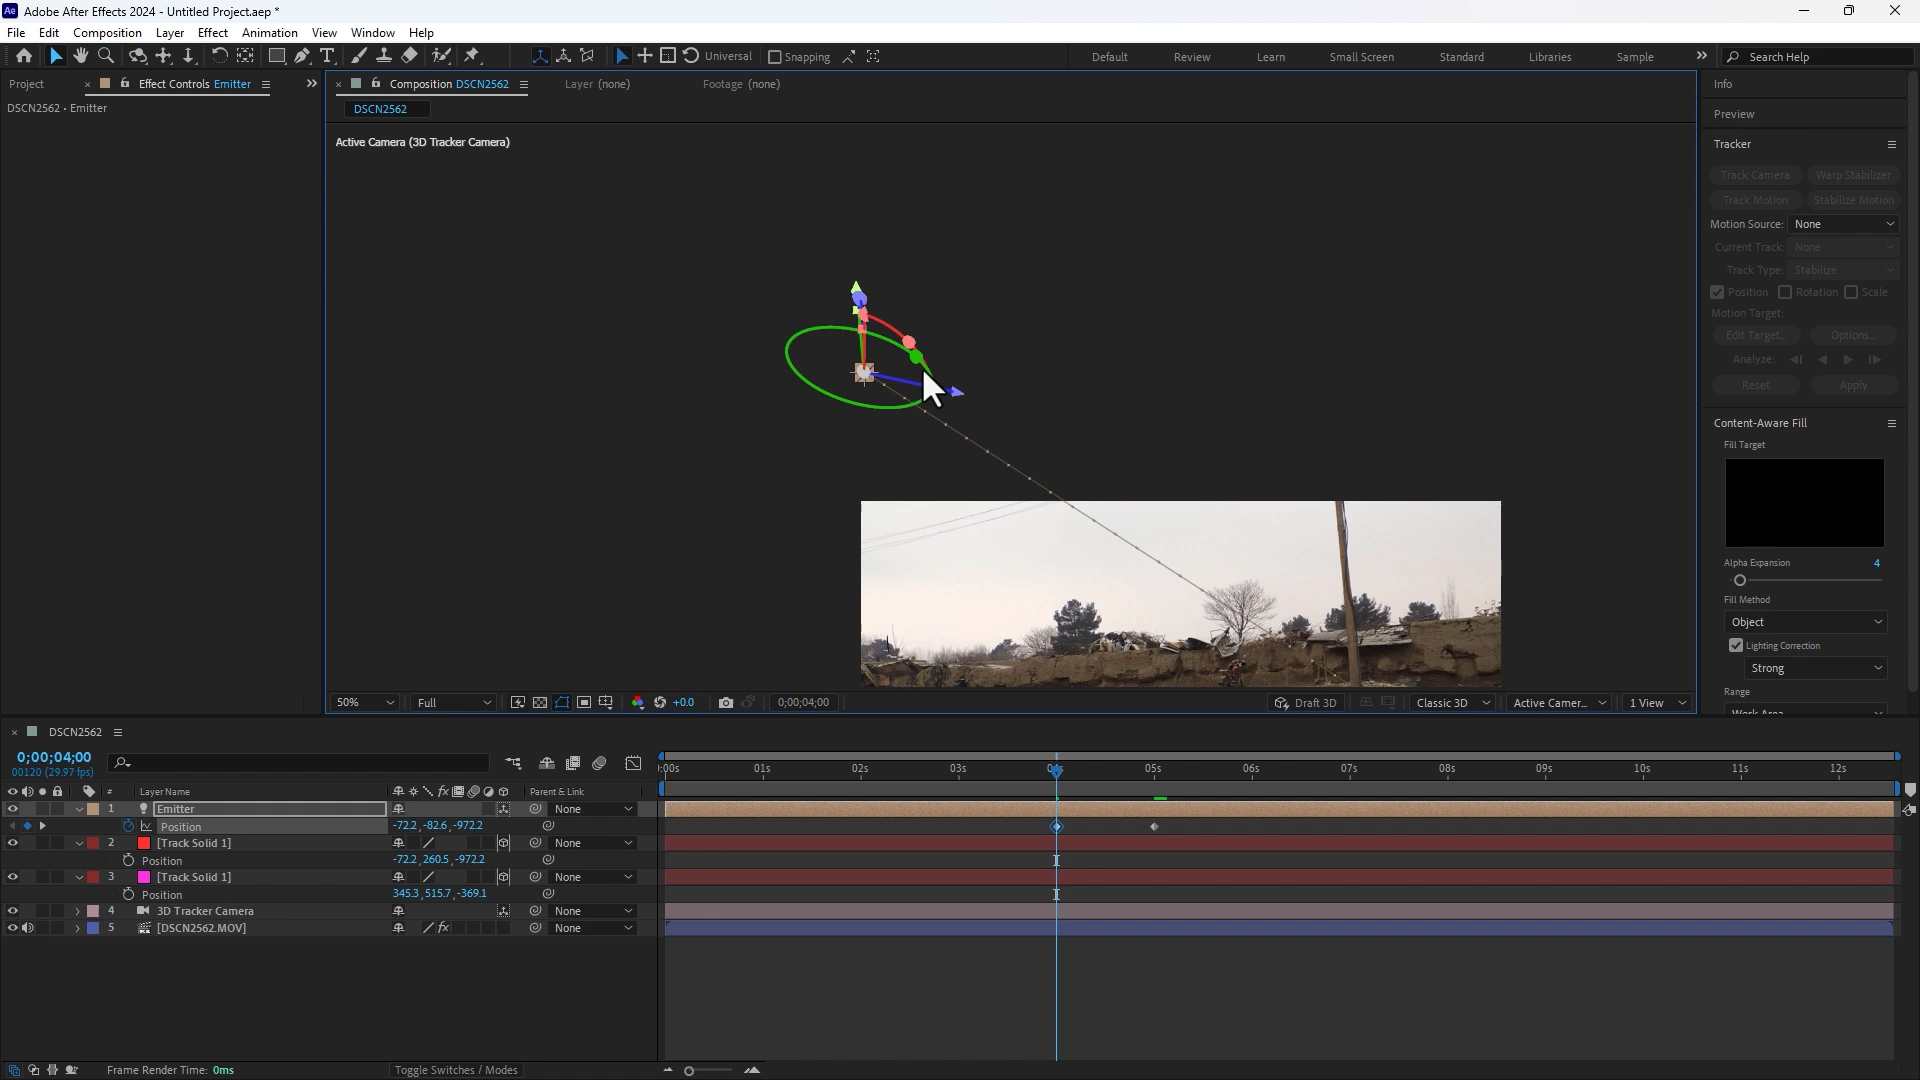 Adobe After Effects 2024 - Untitled Project.aep *
File Edit Composition Layer Effect Animation View Window Help
Universal Snapping Default Review Learn Small Screen Standard Libraries Sample Search Help
Project Effect Controls Emitter Composition DSCN2562 Layer (none) Footage (none) Info
DSCN2562 • Emitter
DSCN2562
Active Camera (3D Tracker Camera)
Preview
Tracker
Track Camera Warp Stabilizer
Track Motion Stabilize Motion
Motion Source: None
Current Track: None
Track Type: Stabilize
Position Rotation Scale
Motion Target:
Edit Target... Options...
Analyze:
Reset Apply
Content-Aware Fill
Fill Target
Alpha Expansion 4
Fill Method
Object
Lighting Correction
Strong
Range
Work Area
50% Full +0.0 0;00;04;00 Draft 3D Classic 3D Active Camer... 1 View
DSCN2562
0;00;04;00
00120 (29.97 fps)
:00s 01s 02s 03s 05s 06s 07s 08s 09s 10s 11s 12s
# Layer Name Parent & Link
1 Emitter None
Position -72.2,-82.6,-972.2
2 [Track Solid 1] None
Position -72.2,260.5,-972.2
3 [Track Solid 1] None
Position 345.3,515.7,-369.1
4 3D Tracker Camera None
5 [DSCN2562.MOV] None
Frame Render Time: 0ms Toggle Switches / Modes